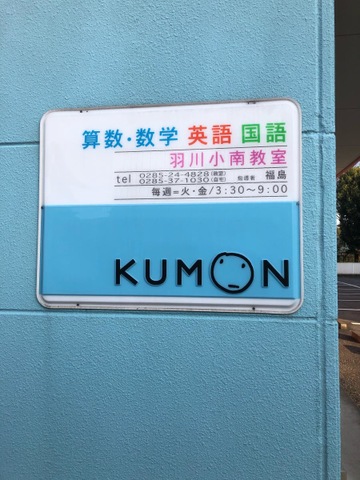 算数・数学 英語 国語
羽川小南教室
tel 0285-24-4828(教室)
0285-37-1030(自宅) 指導者 福島
毎週=火・金/3:30~9:00
KUMON